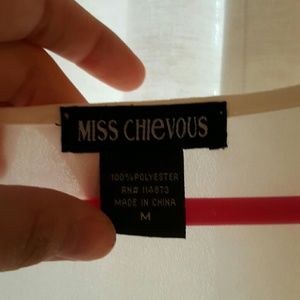 MISS CHIEVOUS
100% POLYESTER
RN# 114873
MADE IN CHINA
M